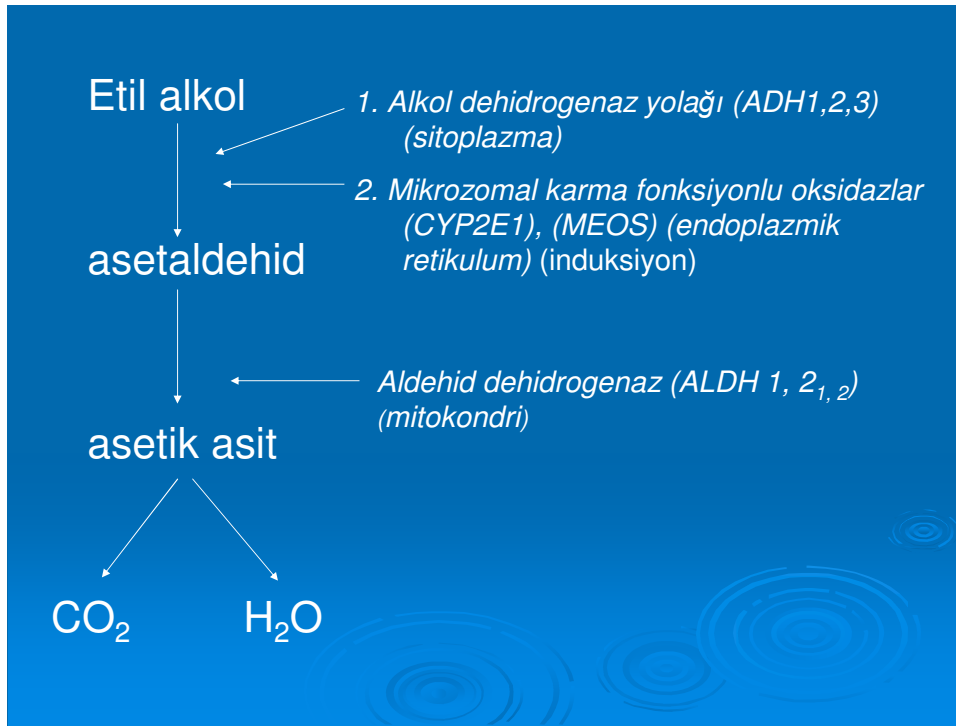 Etil alkol
1. Alkol dehidrogenaz yolağı (ADH1,2,3)
(sitoplazma)
2. Mikrozomal karma fonksiyonlu oksidazlar
(CYP2E1), (MEOS) (endoplazmik
retikulum) (induksiyon)
asetaldehid
Aldehid dehidrogenaz (ALDH 1, 2₁, ₂)
(mitokondri)
asetik asit
CO₂
H₂O